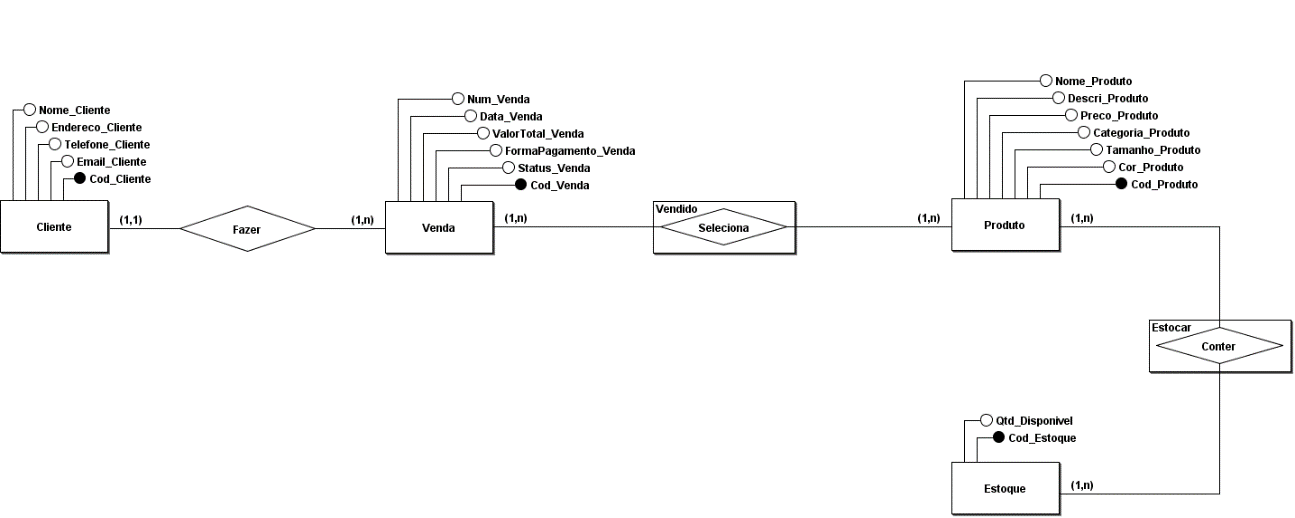 Nome_Cliente
Endereco_Cliente
Telefone_Cliente
Email_Cliente
Cod_Cliente
Cliente
(1,1)
Fazer
(1,n)
Num_Venda
Data_Venda
ValorTotal_Venda
FormaPagamento_Venda
Status_Venda
Cod_Venda
Venda
(1,n)
Vendido
Seleciona
(1,n)
Nome_Produto
Descri_Produto
Preco_Produto
Categoria_Produto
Tamanho_Produto
Cor_Produto
Cod_Produto
Produto
(1,n)
Estocar
Conter
Qtd_Disponivel
Cod_Estoque
Estoque
(1,n)